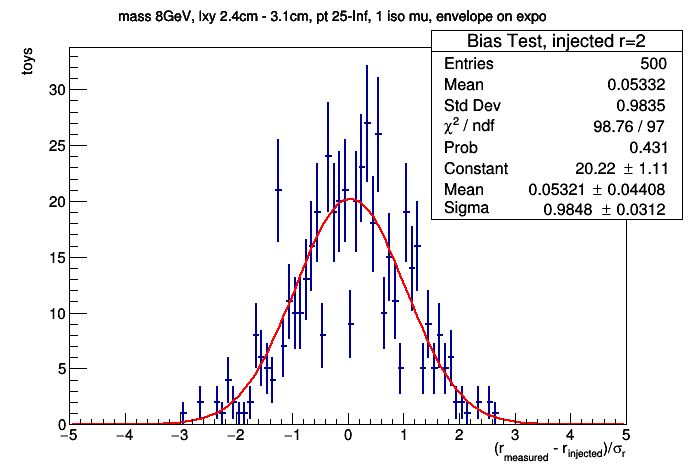 mass 8GeV, lxy 2.4cm - 3.1cm, pt 25-Inf, 1 iso mu, envelope on expo
Bias Test, injected r=2
Entries 500
Mean 0.05332
Std Dev 0.9835
χ² / ndf 98.76 / 97
Prob 0.431
Constant 20.22 ± 1.11
Mean 0.05321 ± 0.04408
Sigma 0.9848 ± 0.0312
toys
30
25
20
15
10
5
0
−5 −4 −3 −2 −1 0 1 2 3 4 5
(r_measured - r_injected)/σ_r